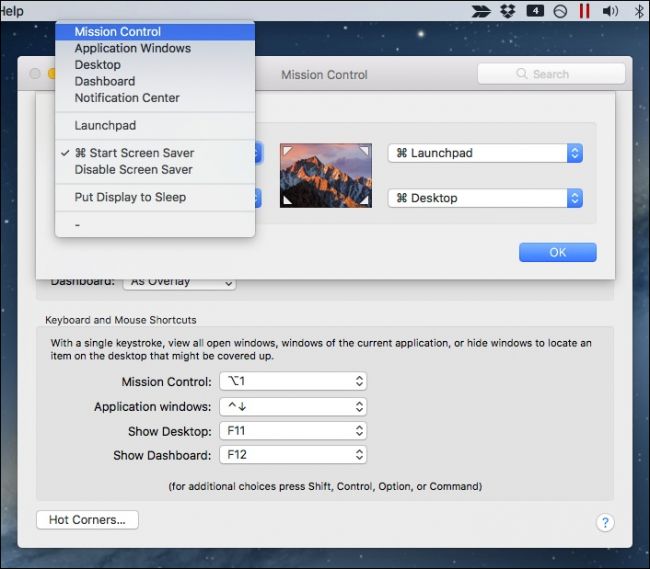 Help
4
Mission Control
Application Windows
Desktop
Dashboard
Notification Center
Launchpad
✓ ⌘ Start Screen Saver
Disable Screen Saver
Put Display to Sleep
-
Mission Control
Search
⌘ Launchpad
⌘ Desktop
OK
Dashboard: As Overlay
Keyboard and Mouse Shortcuts
With a single keystroke, view all open windows, windows of the current application, or hide windows to locate an
item on the desktop that might be covered up.
Mission Control: ⌥1
Application windows: ^↓
Show Desktop: F11
Show Dashboard: F12
(for additional choices press Shift, Control, Option, or Command)
Hot Corners... ?